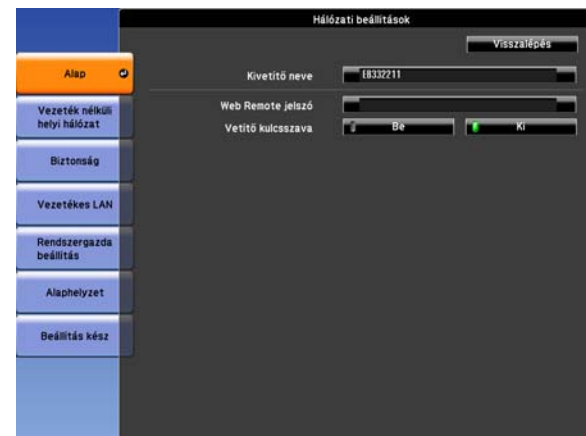 Hálózati beállítások
Visszalépés
Alap
Kivetítő neve
EB332211
Vezeték nélküli
helyi hálózat
Web Remote jelszó
Vetítő kulcsszava
Be
Ki
Biztonság
Vezetékes LAN
Rendszergazda
beállítás
Alaphelyzet
Beállítás kész